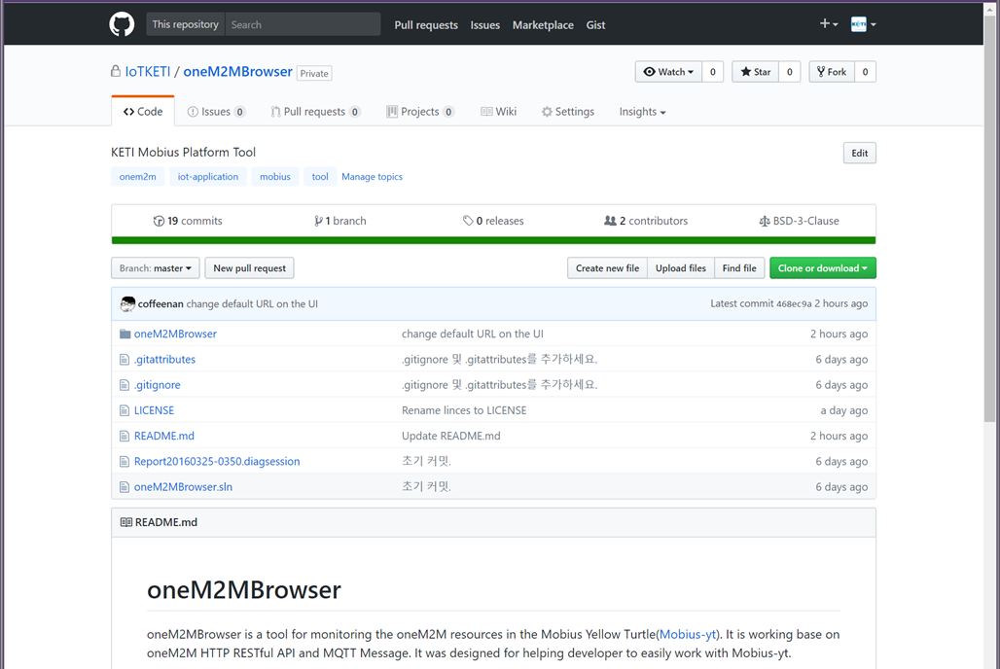 This repository Search Pull requests Issues Marketplace Gist
IoTKETI / oneM2MBrowser Private Watch 0 Star 0 Fork 0
Code Issues 0 Pull requests 0 Projects 0 Wiki Settings Insights
KETI Mobius Platform Tool Edit
onem2m iot-application mobius tool Manage topics
19 commits 1 branch 0 releases 2 contributors BSD-3-Clause
Branch: master New pull request Create new file Upload files Find file Clone or download
coffeenan change default URL on the UI Latest commit 468ec9a 2 hours ago
oneM2MBrowser change default URL on the UI 2 hours ago
.gitattributes .gitignore 및 .gitattributes를 추가하세요. 6 days ago
.gitignore .gitignore 및 .gitattributes를 추가하세요. 6 days ago
LICENSE Rename linces to LICENSE a day ago
README.md Update README.md 2 hours ago
Report20160325-0350.diagsession 초기 커밋. 6 days ago
oneM2MBrowser.sln 초기 커밋. 6 days ago
README.md
oneM2MBrowser
oneM2MBrowser is a tool for monitoring the oneM2M resources in the Mobius Yellow Turtle(Mobius-yt). It is working base on
oneM2M HTTP RESTful API and MQTT Message. It was designed for helping developer to easily work with Mobius-yt.